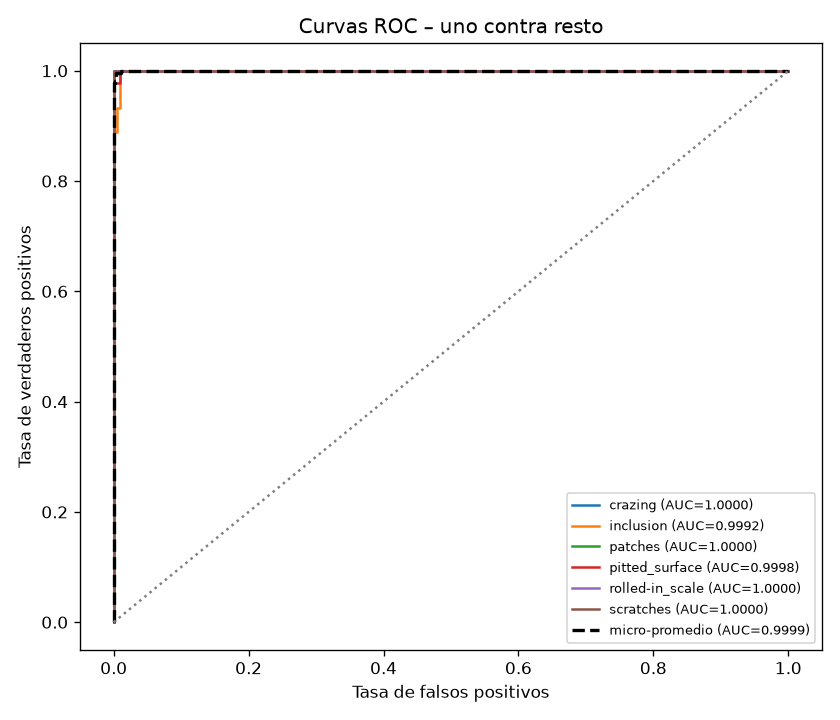 Curvas ROC – uno contra resto
Tasa de verdaderos positivos
1.0
0.8
0.6
0.4
0.2
0.0
0.0 0.2 0.4 0.6 0.8 1.0
Tasa de falsos positivos
crazing (AUC=1.0000)
inclusion (AUC=0.9992)
patches (AUC=1.0000)
pitted_surface (AUC=0.9998)
rolled-in_scale (AUC=1.0000)
scratches (AUC=1.0000)
micro-promedio (AUC=0.9999)